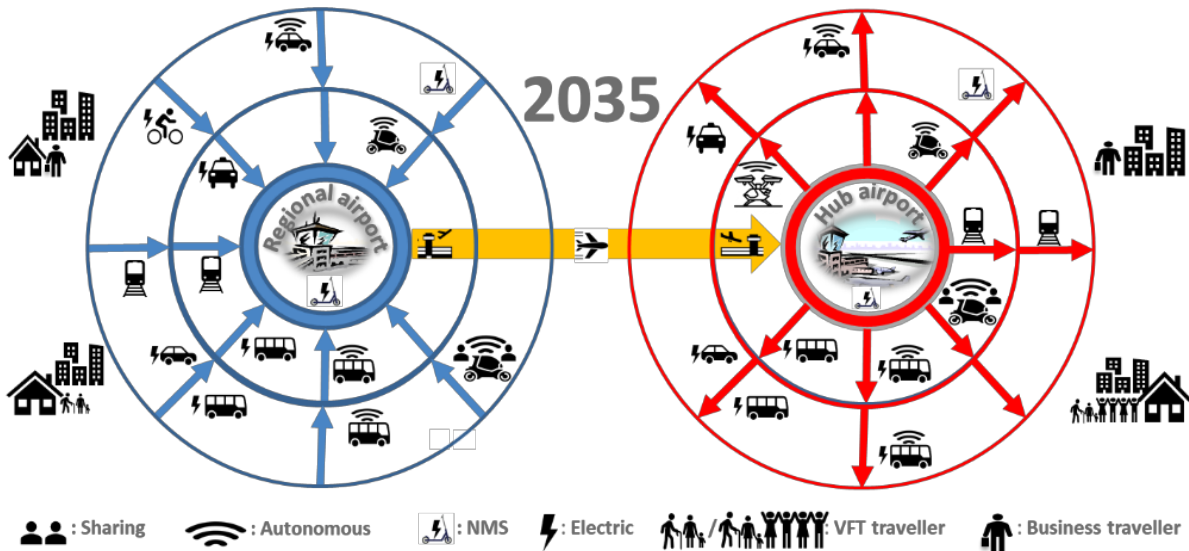 2035
Regional airport
Hub airport
: Sharing
: Autonomous
: NMS
: Electric
/
: VFT traveller
: Business traveller